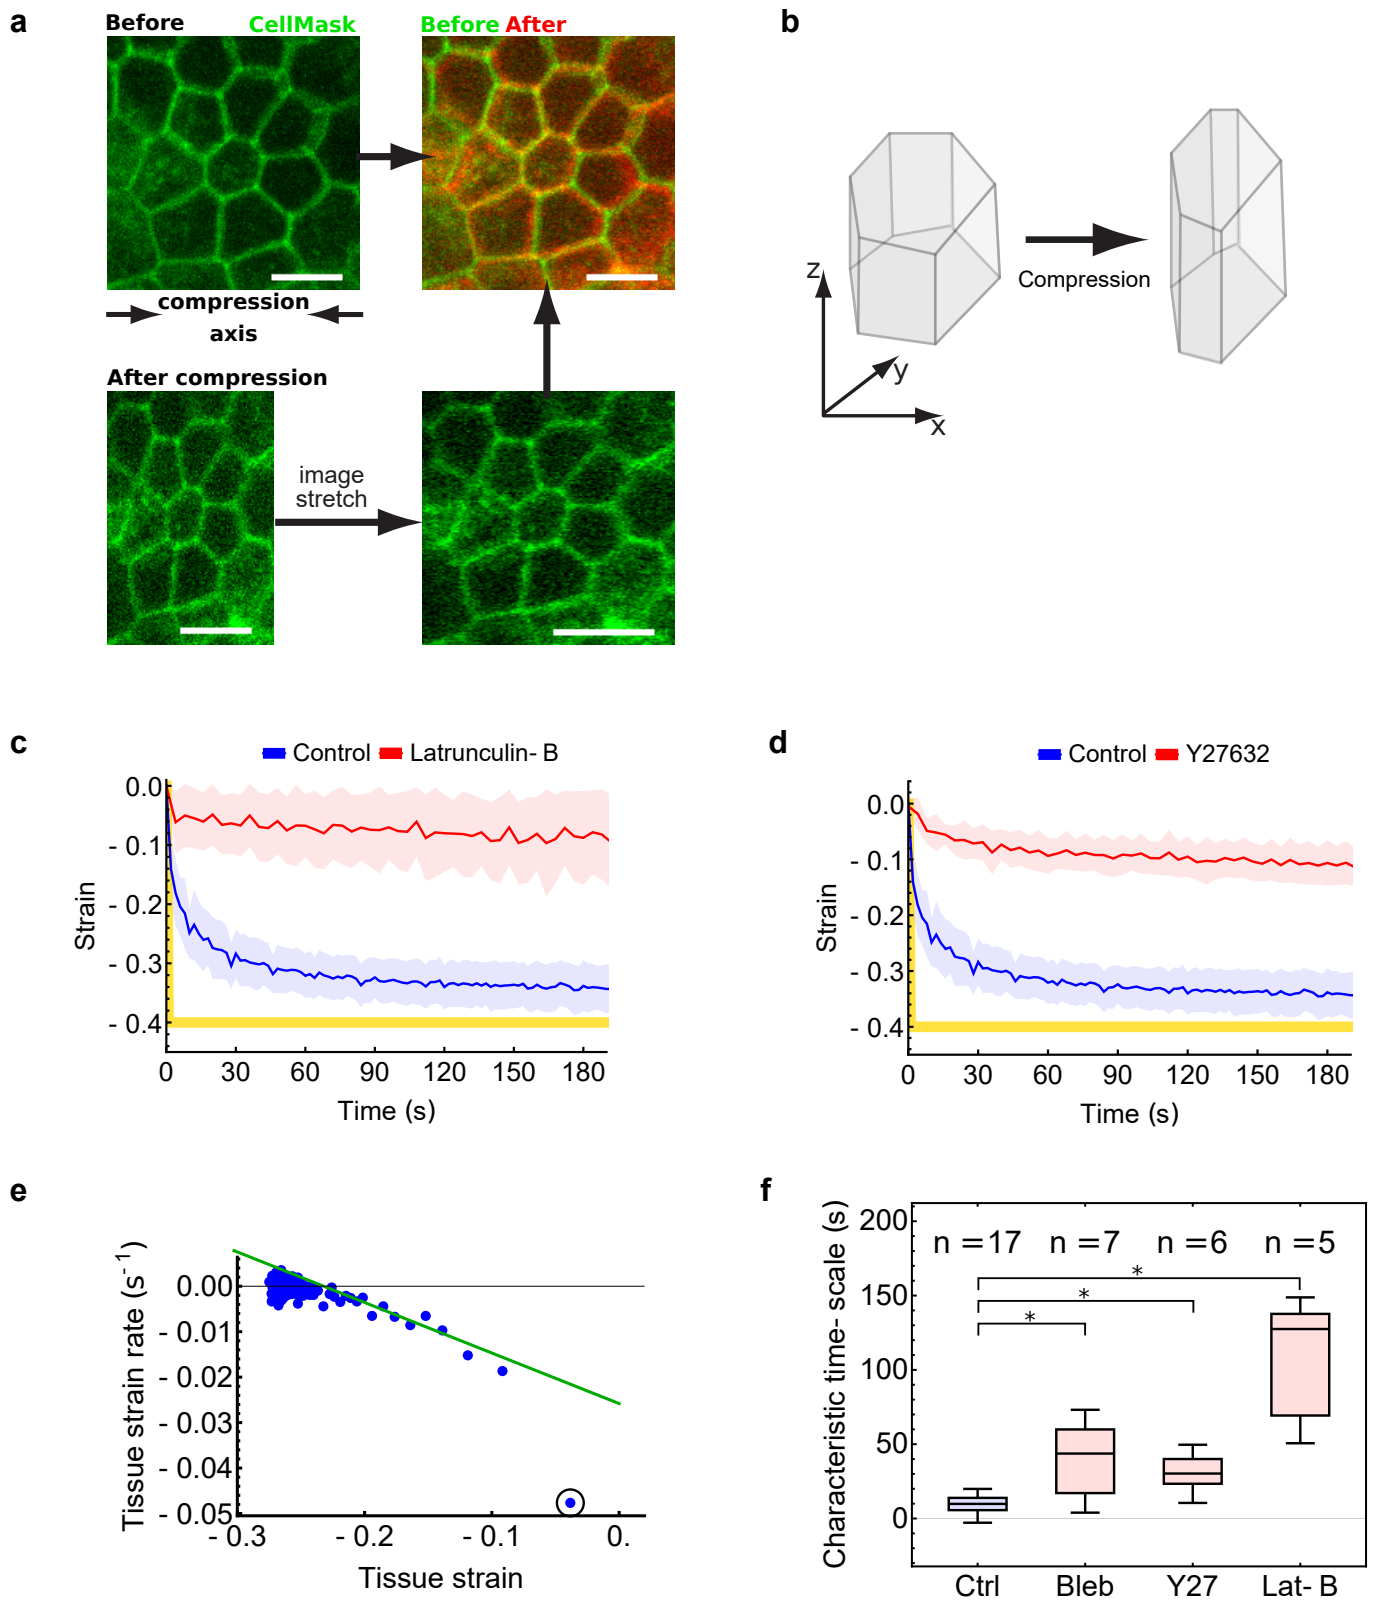 a
Before
CellMask
Before After
compression
axis
After compression
image
stretch
b
z
y
x
Compression
c
Control
Latrunculin- B
0.0
- 0.1
- 0.2
- 0.3
- 0.4
Strain
0 30 60 90 120 150 180
Time (s)
d
Control
Y27632
0.0
- 0.1
- 0.2
- 0.3
- 0.4
Strain
0 30 60 90 120 150 180
Time (s)
e
Tissue strain rate (s⁻¹)
0.00
- 0.01
- 0.02
- 0.03
- 0.04
- 0.05
- 0.3 - 0.2 - 0.1 0.
Tissue strain
f
Characteristic time- scale (s)
200
150
100
50
0
n =17 n =7 n =6 n =5
*
*
*
Ctrl Bleb Y27 Lat- B